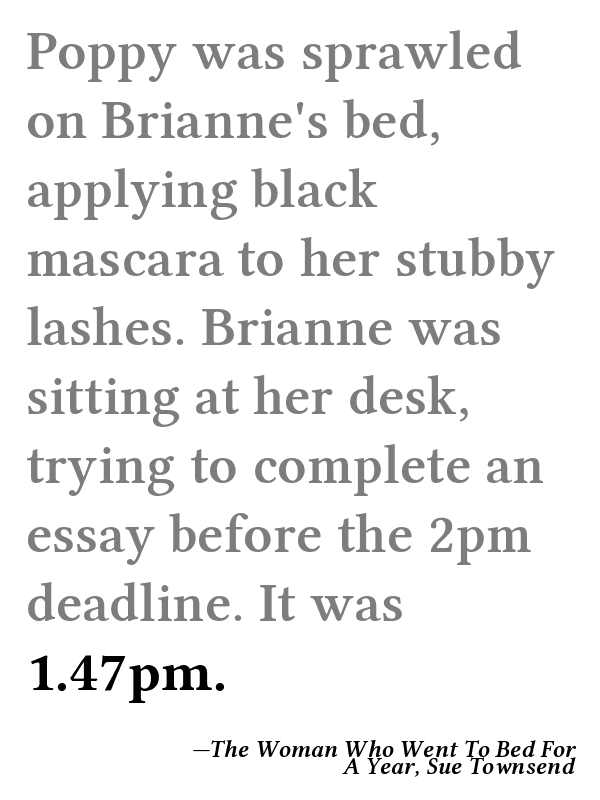 Poppy was sprawled
on Brianne's bed,
applying black
mascara to her stubby
lashes. Brianne was
sitting at her desk,
trying to complete an
essay before the 2pm
deadline. It was
1.47pm.
—The Woman Who Went To Bed For
A Year, Sue Townsend